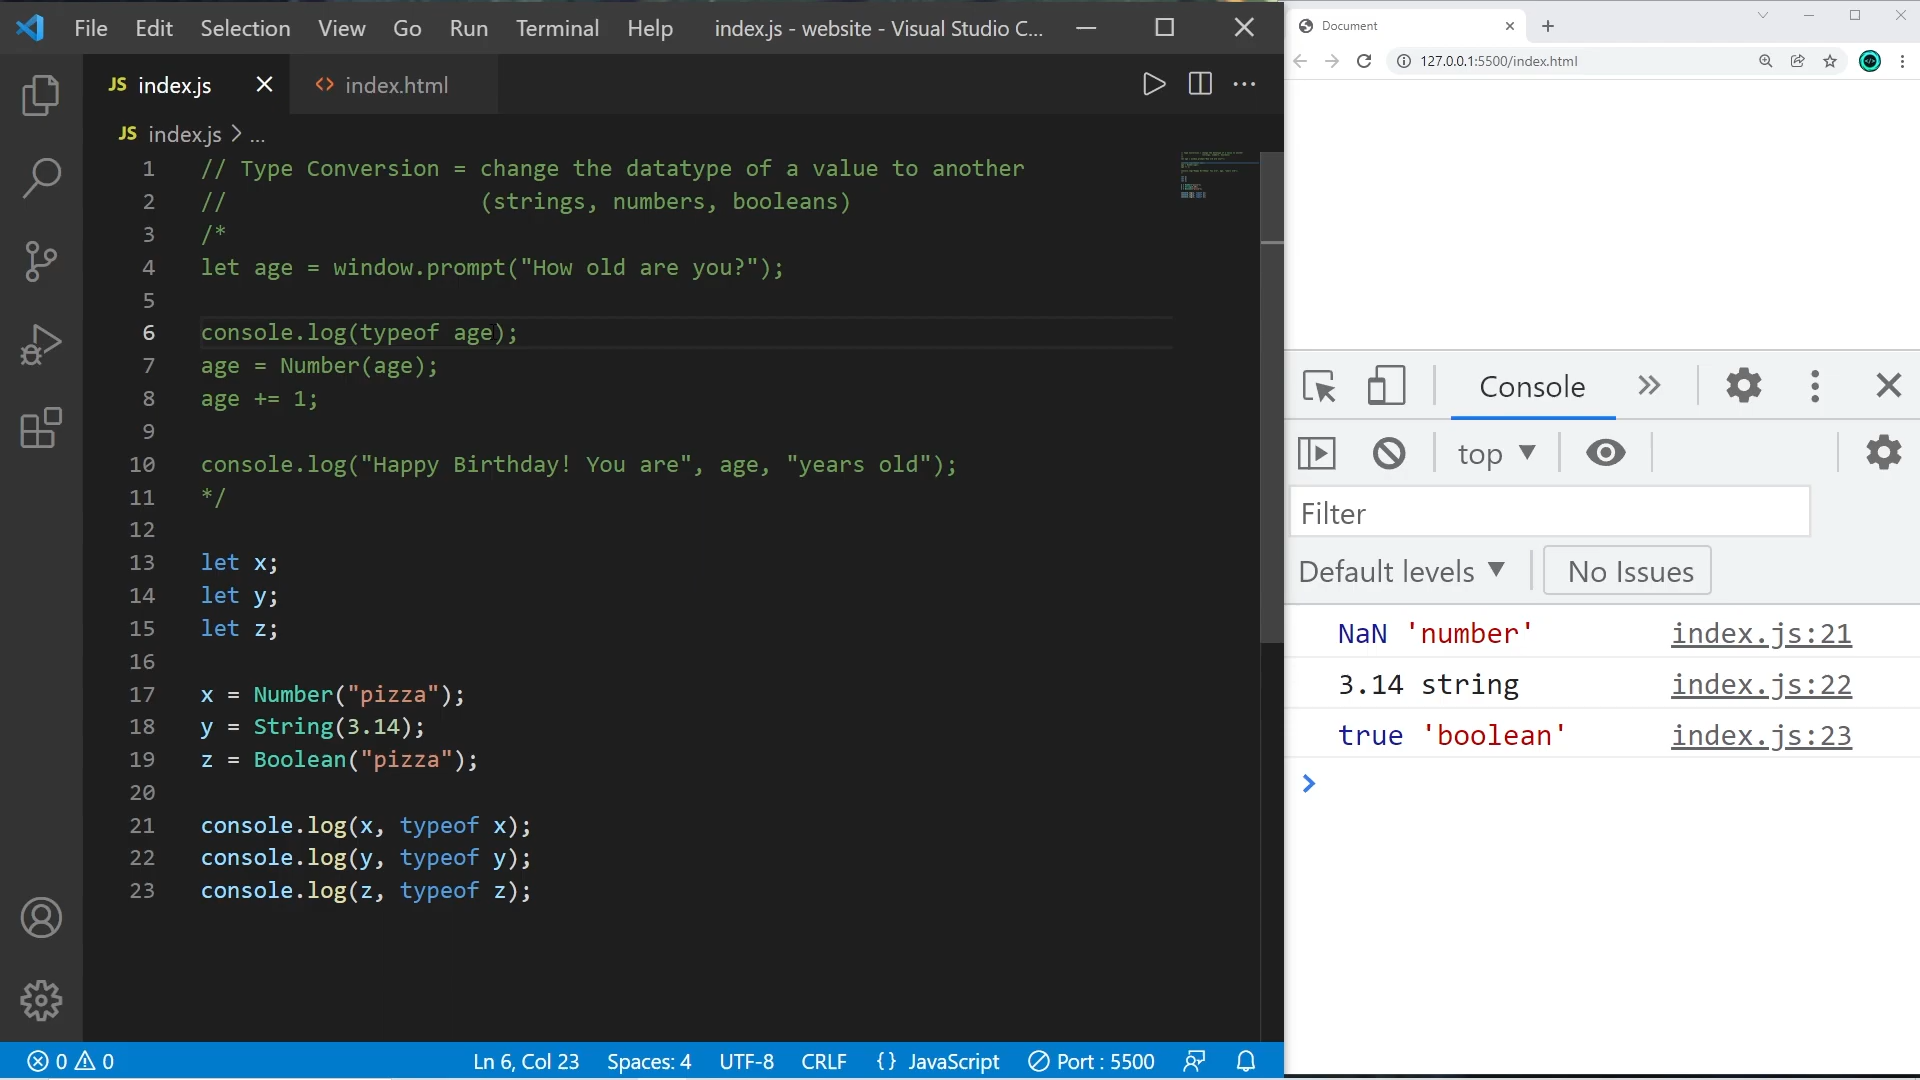 File Edit Selection View Go Run Terminal Help index.js - website - Visual Studio C...
JS index.js <> index.html
JS index.js > ...
1 // Type Conversion = change the datatype of a value to another
2 //                   (strings, numbers, booleans)
3 /*
4 let age = window.prompt("How old are you?");
5
6 console.log(typeof age);
7 age = Number(age);
8 age += 1;
9
10 console.log("Happy Birthday! You are", age, "years old");
11 */
12
13 let x;
14 let y;
15 let z;
16
17 x = Number("pizza");
18 y = String(3.14);
19 z = Boolean("pizza");
20
21 console.log(x, typeof x);
22 console.log(y, typeof y);
23 console.log(z, typeof z);
0 0 Ln 6, Col 23 Spaces: 4 UTF-8 CRLF {} JavaScript Port : 5500
Document
127.0.0.1:5500/index.html
Console
top
Filter
Default levels No Issues
NaN 'number' index.js:21
3.14 string index.js:22
true 'boolean' index.js:23